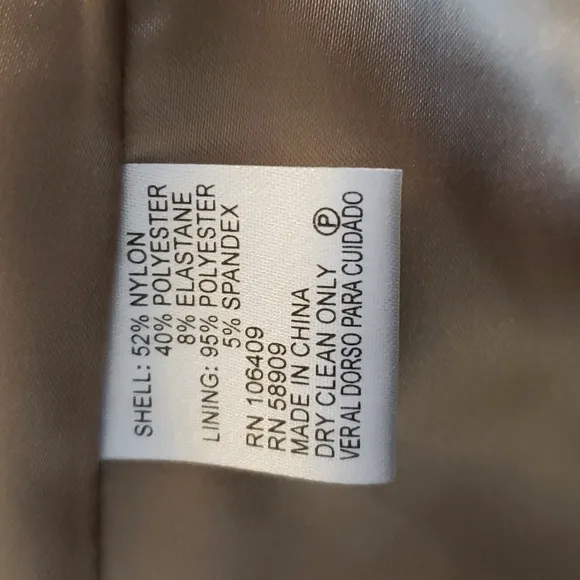 SHELL: 52% NYLON
40% POLYESTER
8% ELASTANE
LINING: 95% POLYESTER
5% SPANDEX
RN 106409
RN 58909
MADE IN CHINA
DRY CLEAN ONLY Ⓟ
VER AL DORSO PARA CUIDADO